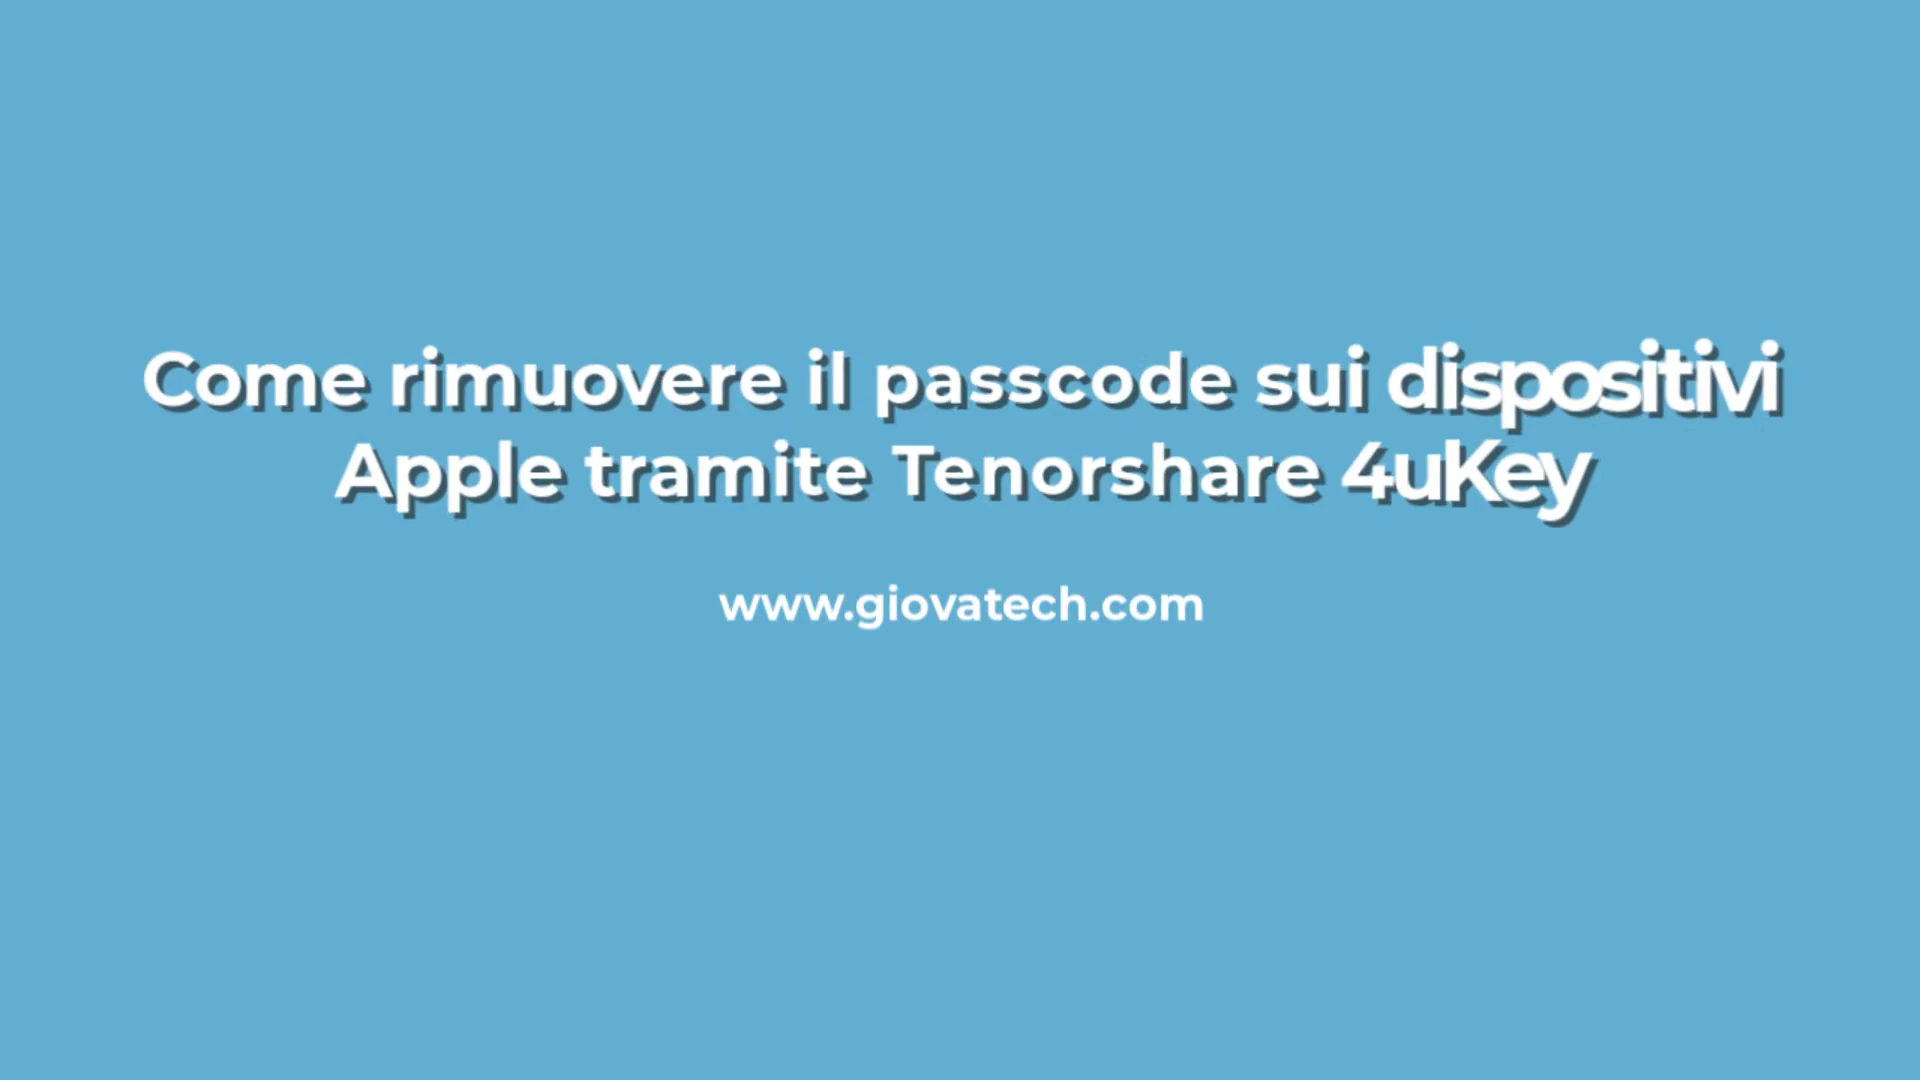 Come rimuovere il passcode sui dispositivi
Apple tramite Tenorshare 4uKey
www.giovatech.com